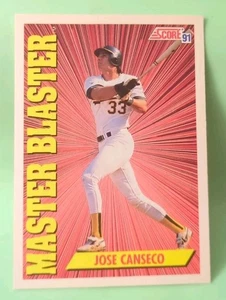 SCORE 91
MASTER BLASTER
33
JOSE CANSECO